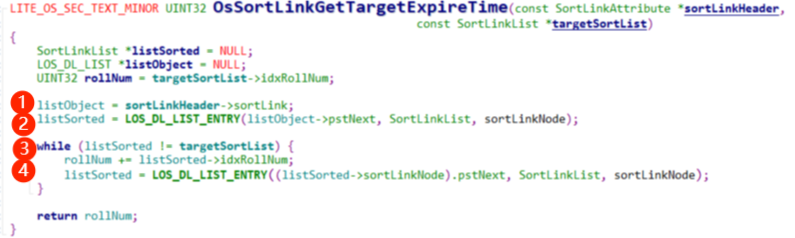 LITE_OS_SEC_TEXT_MINOR UINT32 OsSortLinkGetTargetExpireTime(const SortLinkAttribute *sortLinkHeader,
const SortLinkList *targetSortList)
{
SortLinkList *listSorted = NULL;
LOS_DL_LIST *listObject = NULL;
UINT32 rollNum = targetSortList->idxRollNum;
1 listObject = sortLinkHeader->sortLink;
2 listSorted = LOS_DL_LIST_ENTRY(listObject->pstNext, SortLinkList, sortLinkNode);
3 while (listSorted != targetSortList) {
rollNum += listSorted->idxRollNum;
4 listSorted = LOS_DL_LIST_ENTRY((listSorted->sortLinkNode).pstNext, SortLinkList, sortLinkNode);
}
return rollNum;
}